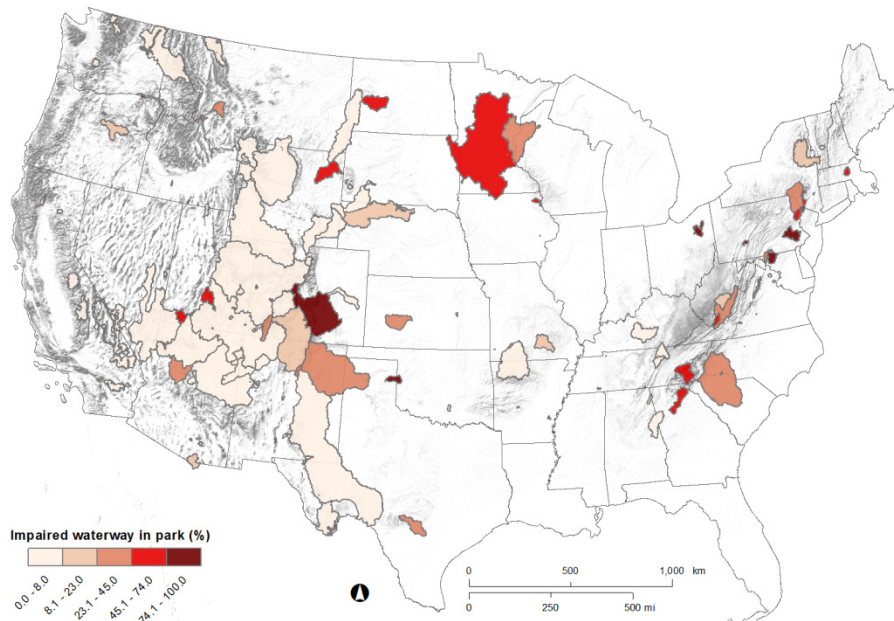 Impaired waterway in park (%)
0.0 - 8.0
8.1 - 23.0
23.1 - 45.0
45.1 - 74.0
74.1 - 100.0
0 500 1,000 km
0 250 500 mi